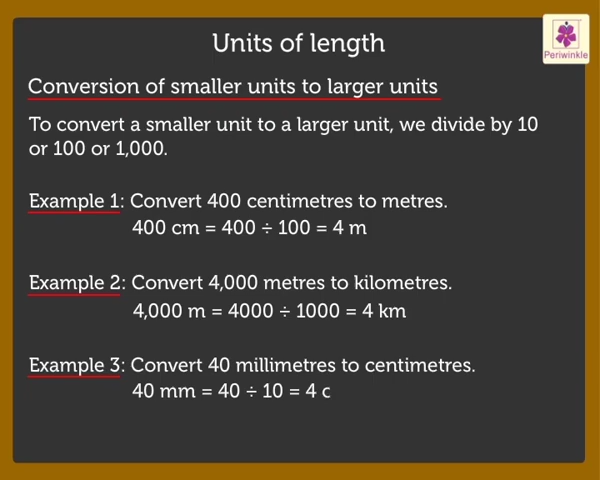 Units of length
Periwinkle
Conversion of smaller units to larger units
To convert a smaller unit to a larger unit, we divide by 10
or 100 or 1,000.
Example 1: Convert 400 centimetres to metres.
400 cm = 400 ÷ 100 = 4 m
Example 2: Convert 4,000 metres to kilometres.
4,000 m = 4000 ÷ 1000 = 4 km
Example 3: Convert 40 millimetres to centimetres.
40 mm = 40 ÷ 10 = 4 c